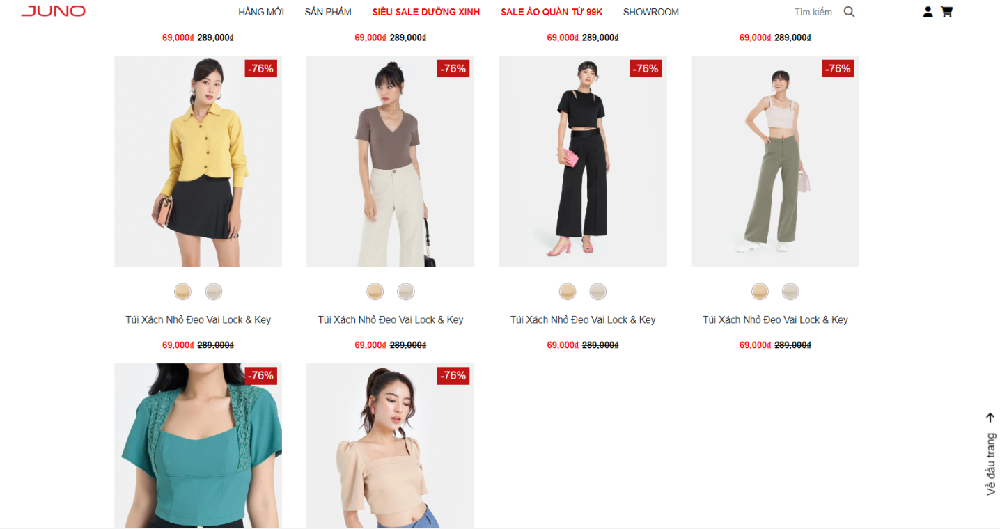 JUNO
HÀNG MỚI SẢN PHẨM SIÊU SALE DƯỠNG XINH SALE ÁO QUẦN TỪ 99K SHOWROOM Tìm kiếm
69,000₫ 289,000₫ 69,000₫ 289,000₫ 69,000₫ 289,000₫ 69,000₫ 289,000₫
-76% -76% -76% -76%
Túi Xách Nhỏ Đeo Vai Lock & Key Túi Xách Nhỏ Đeo Vai Lock & Key Túi Xách Nhỏ Đeo Vai Lock & Key Túi Xách Nhỏ Đeo Vai Lock & Key
69,000₫ 289,000₫ 69,000₫ 289,000₫ 69,000₫ 289,000₫ 69,000₫ 289,000₫
-76% -76%
Về đầu trang